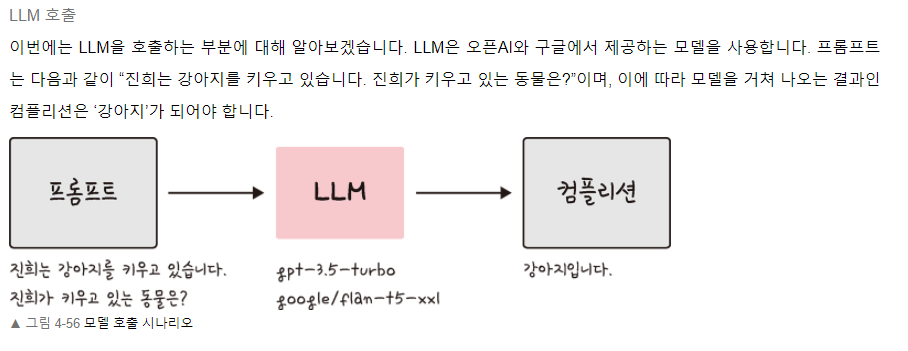 LLM 호출
이번에는 LLM을 호출하는 부분에 대해 알아보겠습니다. LLM은 오픈AI와 구글에서 제공하는 모델을 사용합니다. 프롬프트
는 다음과 같이 “진희는 강아지를 키우고 있습니다. 진희가 키우고 있는 동물은?”이며, 이에 따라 모델을 거쳐 나오는 결과인
컴플리션은 ‘강아지’가 되어야 합니다.
프롬프트
LLM
컴플리션
진희는 강아지를 키우고 있습니다.
진희가 키우고 있는 동물은?
gpt-3.5-turbo
google/flan-t5-xxl
강아지입니다.
▲ 그림 4-56 모델 호출 시나리오